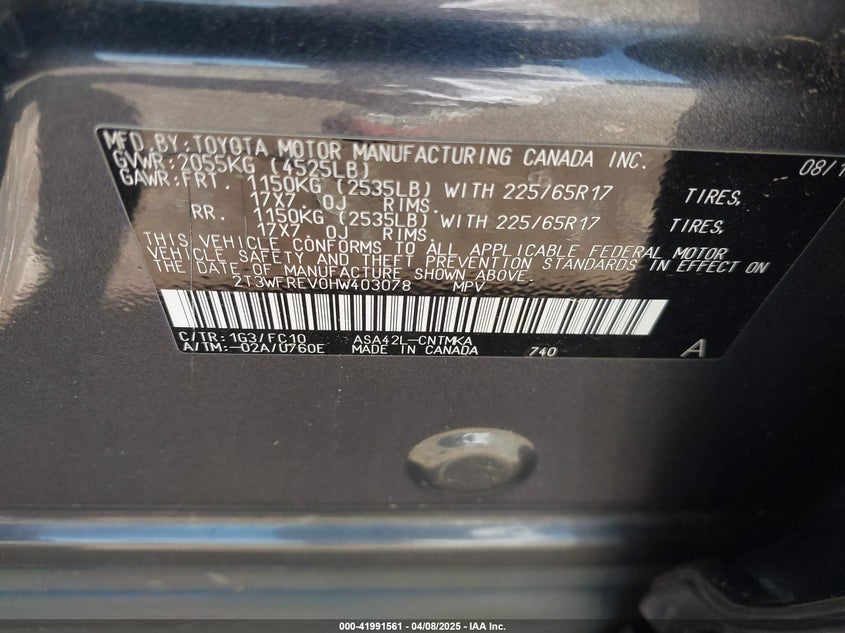 MFD.BY:TOYOTA MOTOR MANUFACTURING CANADA INC.
GVWR:2055KG (4525LB) 08/1
GAWR:FRT. 1150KG (2535LB) WITH 225/65R17 TIRES,
17X7.0J RIMS.
RR. 1150KG (2535LB) WITH 225/65R17 TIRES,
17X7.0J RIMS.
THIS VEHICLE CONFORMS TO ALL APPLICABLE FEDERAL MOTOR
VEHICLE SAFETY AND THEFT PREVENTION STANDARDS IN EFFECT ON
THE DATE OF MANUFACTURE SHOWN ABOVE.
2T3WFREV0HW403078 MPV
C/TR:1G3/FC10 ASA42L-CNTMKA
A/TM:-02A/U760E MADE IN CANADA 740 A
000-41991561 | 04/08/2025 | IAA Inc.